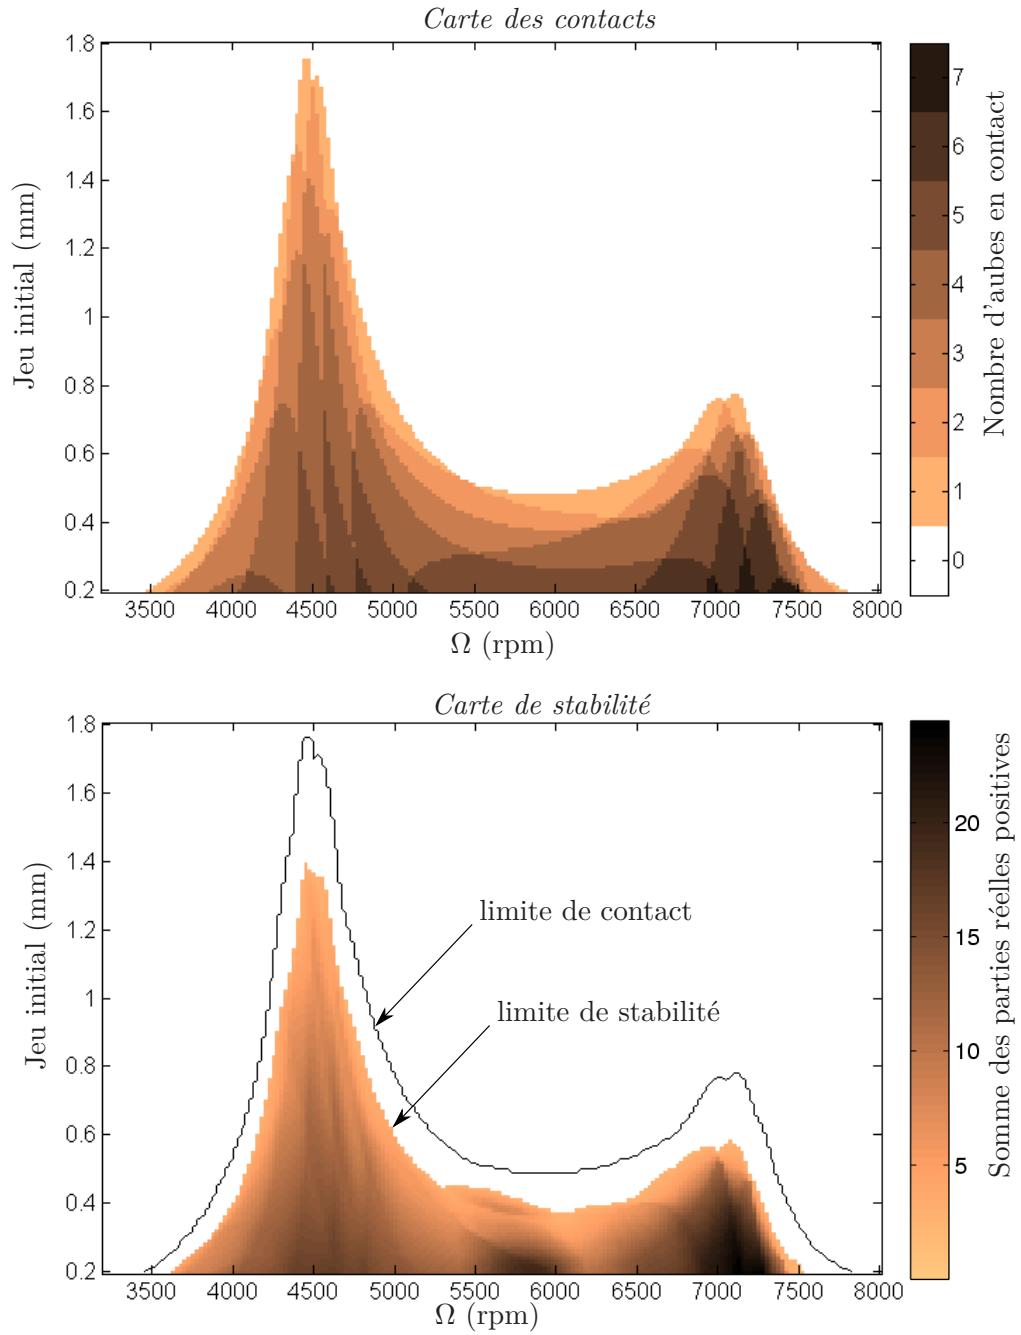 Carte des contacts
Jeu initial (mm)
1.8
1.6
1.4
1.2
1
0.8
0.6
0.4
0.2
3500 4000 4500 5000 5500 6000 6500 7000 7500 8000
Ω (rpm)
7
6
5
4
3
2
1
0
Nombre d'aubes en contact
Carte de stabilité
Jeu initial (mm)
1.8
1.6
1.4
1.2
1
0.8
0.6
0.4
0.2
limite de contact
limite de stabilité
3500 4000 4500 5000 5500 6000 6500 7000 7500 8000
Ω (rpm)
20
15
10
5
Somme des parties réelles positives